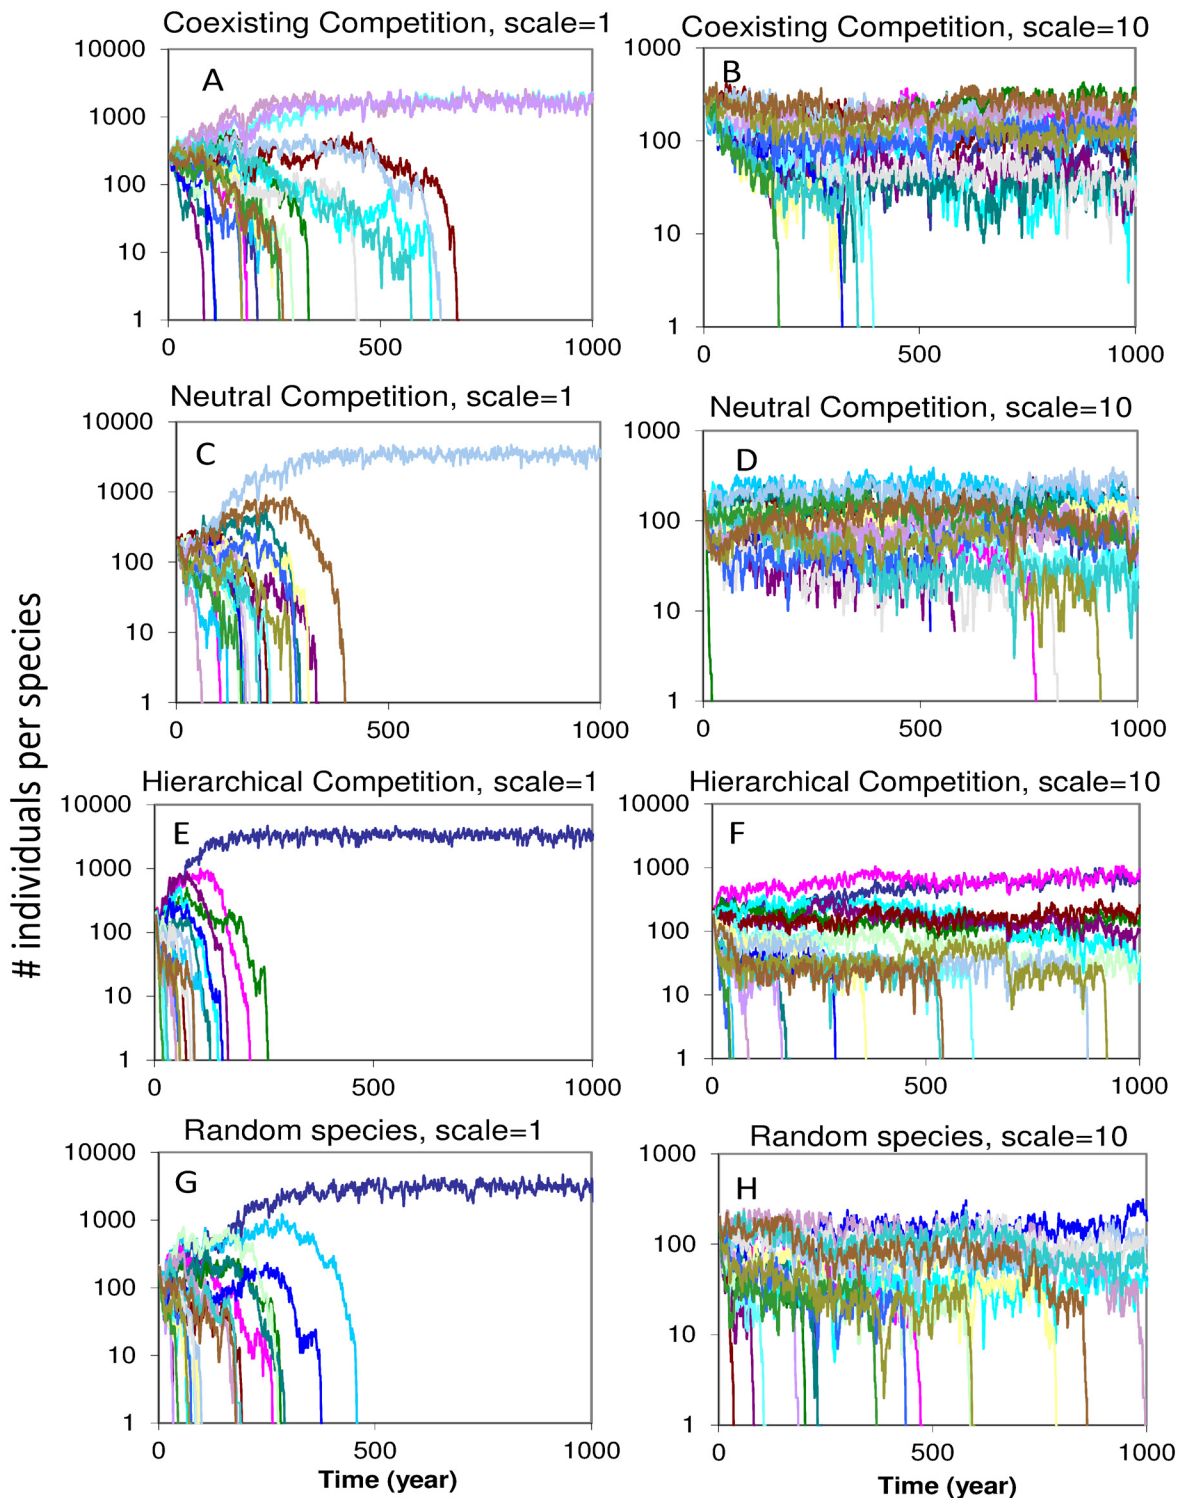 Coexisting Competition, scale=1
10000
1000
100
10
1
A
0 500 1000
Coexisting Competition, scale=10
1000
100
10
1
B
0 500 1000
Neutral Competition, scale=1
10000
1000
100
10
1
C
0 500 1000
Neutral Competition, scale=10
1000
100
10
1
D
0 500 1000
# individuals per species
Hierarchical Competition, scale=1
10000
1000
100
10
1
E
0 500 1000
Hierarchical Competition, scale=10
10000
1000
100
10
1
F
0 500 1000
Random species, scale=1
10000
1000
100
10
1
G
0 500 1000
Time (year)
Random species, scale=10
1000
100
10
1
H
0 500 1000
Time (year)